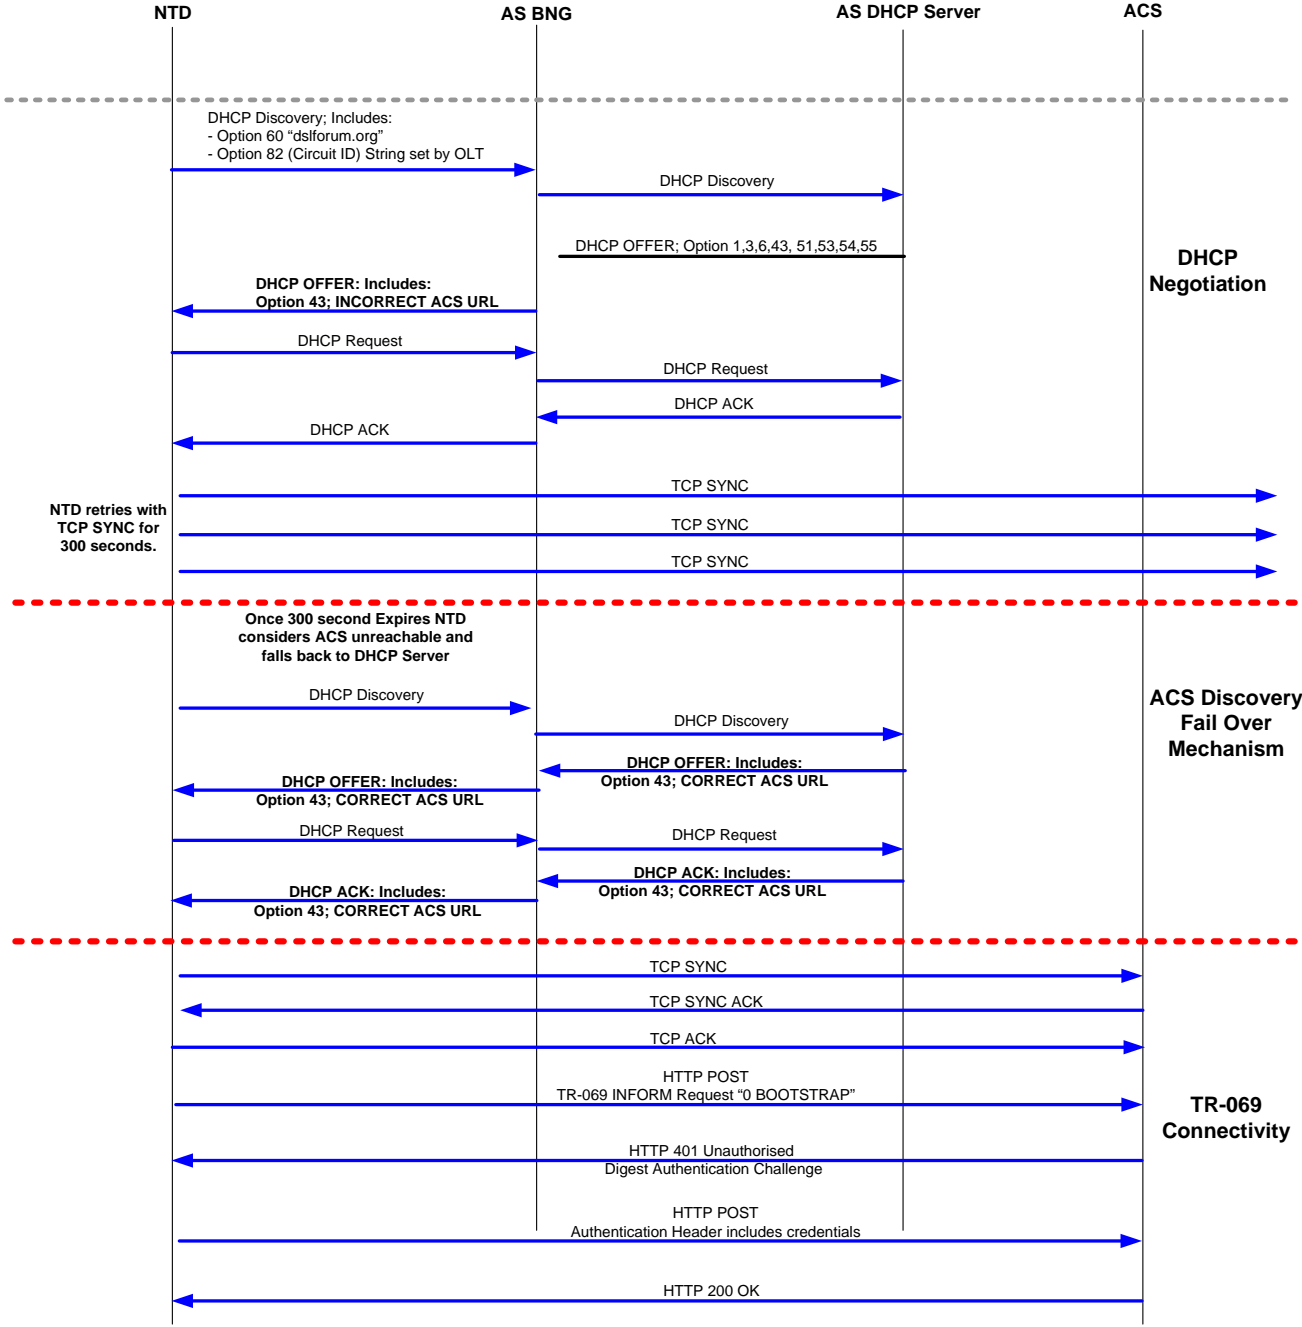 NTD
AS BNG
AS DHCP Server
ACS
DHCP Discovery; Includes:
- Option 60 “dslforum.org”
- Option 82 (Circuit ID) String set by OLT
DHCP Discovery
DHCP OFFER; Option 1,3,6,43, 51,53,54,55
DHCP
Negotiation
DHCP OFFER: Includes:
Option 43; INCORRECT ACS URL
DHCP Request
DHCP Request
DHCP ACK
DHCP ACK
TCP SYNC
NTD retries with
TCP SYNC for
300 seconds.
TCP SYNC
TCP SYNC
Once 300 second Expires NTD
considers ACS unreachable and
falls back to DHCP Server
DHCP Discovery
DHCP Discovery
ACS Discovery
Fail Over
Mechanism
DHCP OFFER: Includes:
Option 43; CORRECT ACS URL
DHCP OFFER: Includes:
Option 43; CORRECT ACS URL
DHCP Request
DHCP Request
DHCP ACK: Includes:
Option 43; CORRECT ACS URL
DHCP ACK: Includes:
Option 43; CORRECT ACS URL
TCP SYNC
TCP SYNC ACK
TCP ACK
HTTP POST
TR-069 INFORM Request “0 BOOTSTRAP”
TR-069
Connectivity
HTTP 401 Unauthorised
Digest Authentication Challenge
HTTP POST
Authentication Header includes credentials
HTTP 200 OK